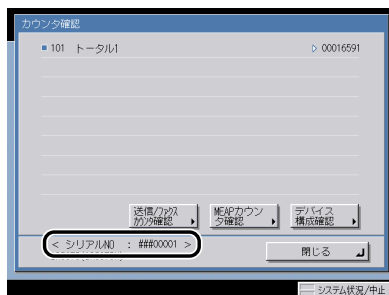 カウンタ確認
■ 101 トータル1 ▷ 00016591
送信/ファクス
カウンタ確認
MEAPカウン
タ確認
デバイス
構成確認
< シリアルNO : ###00001 >
閉じる
システム状況/中止